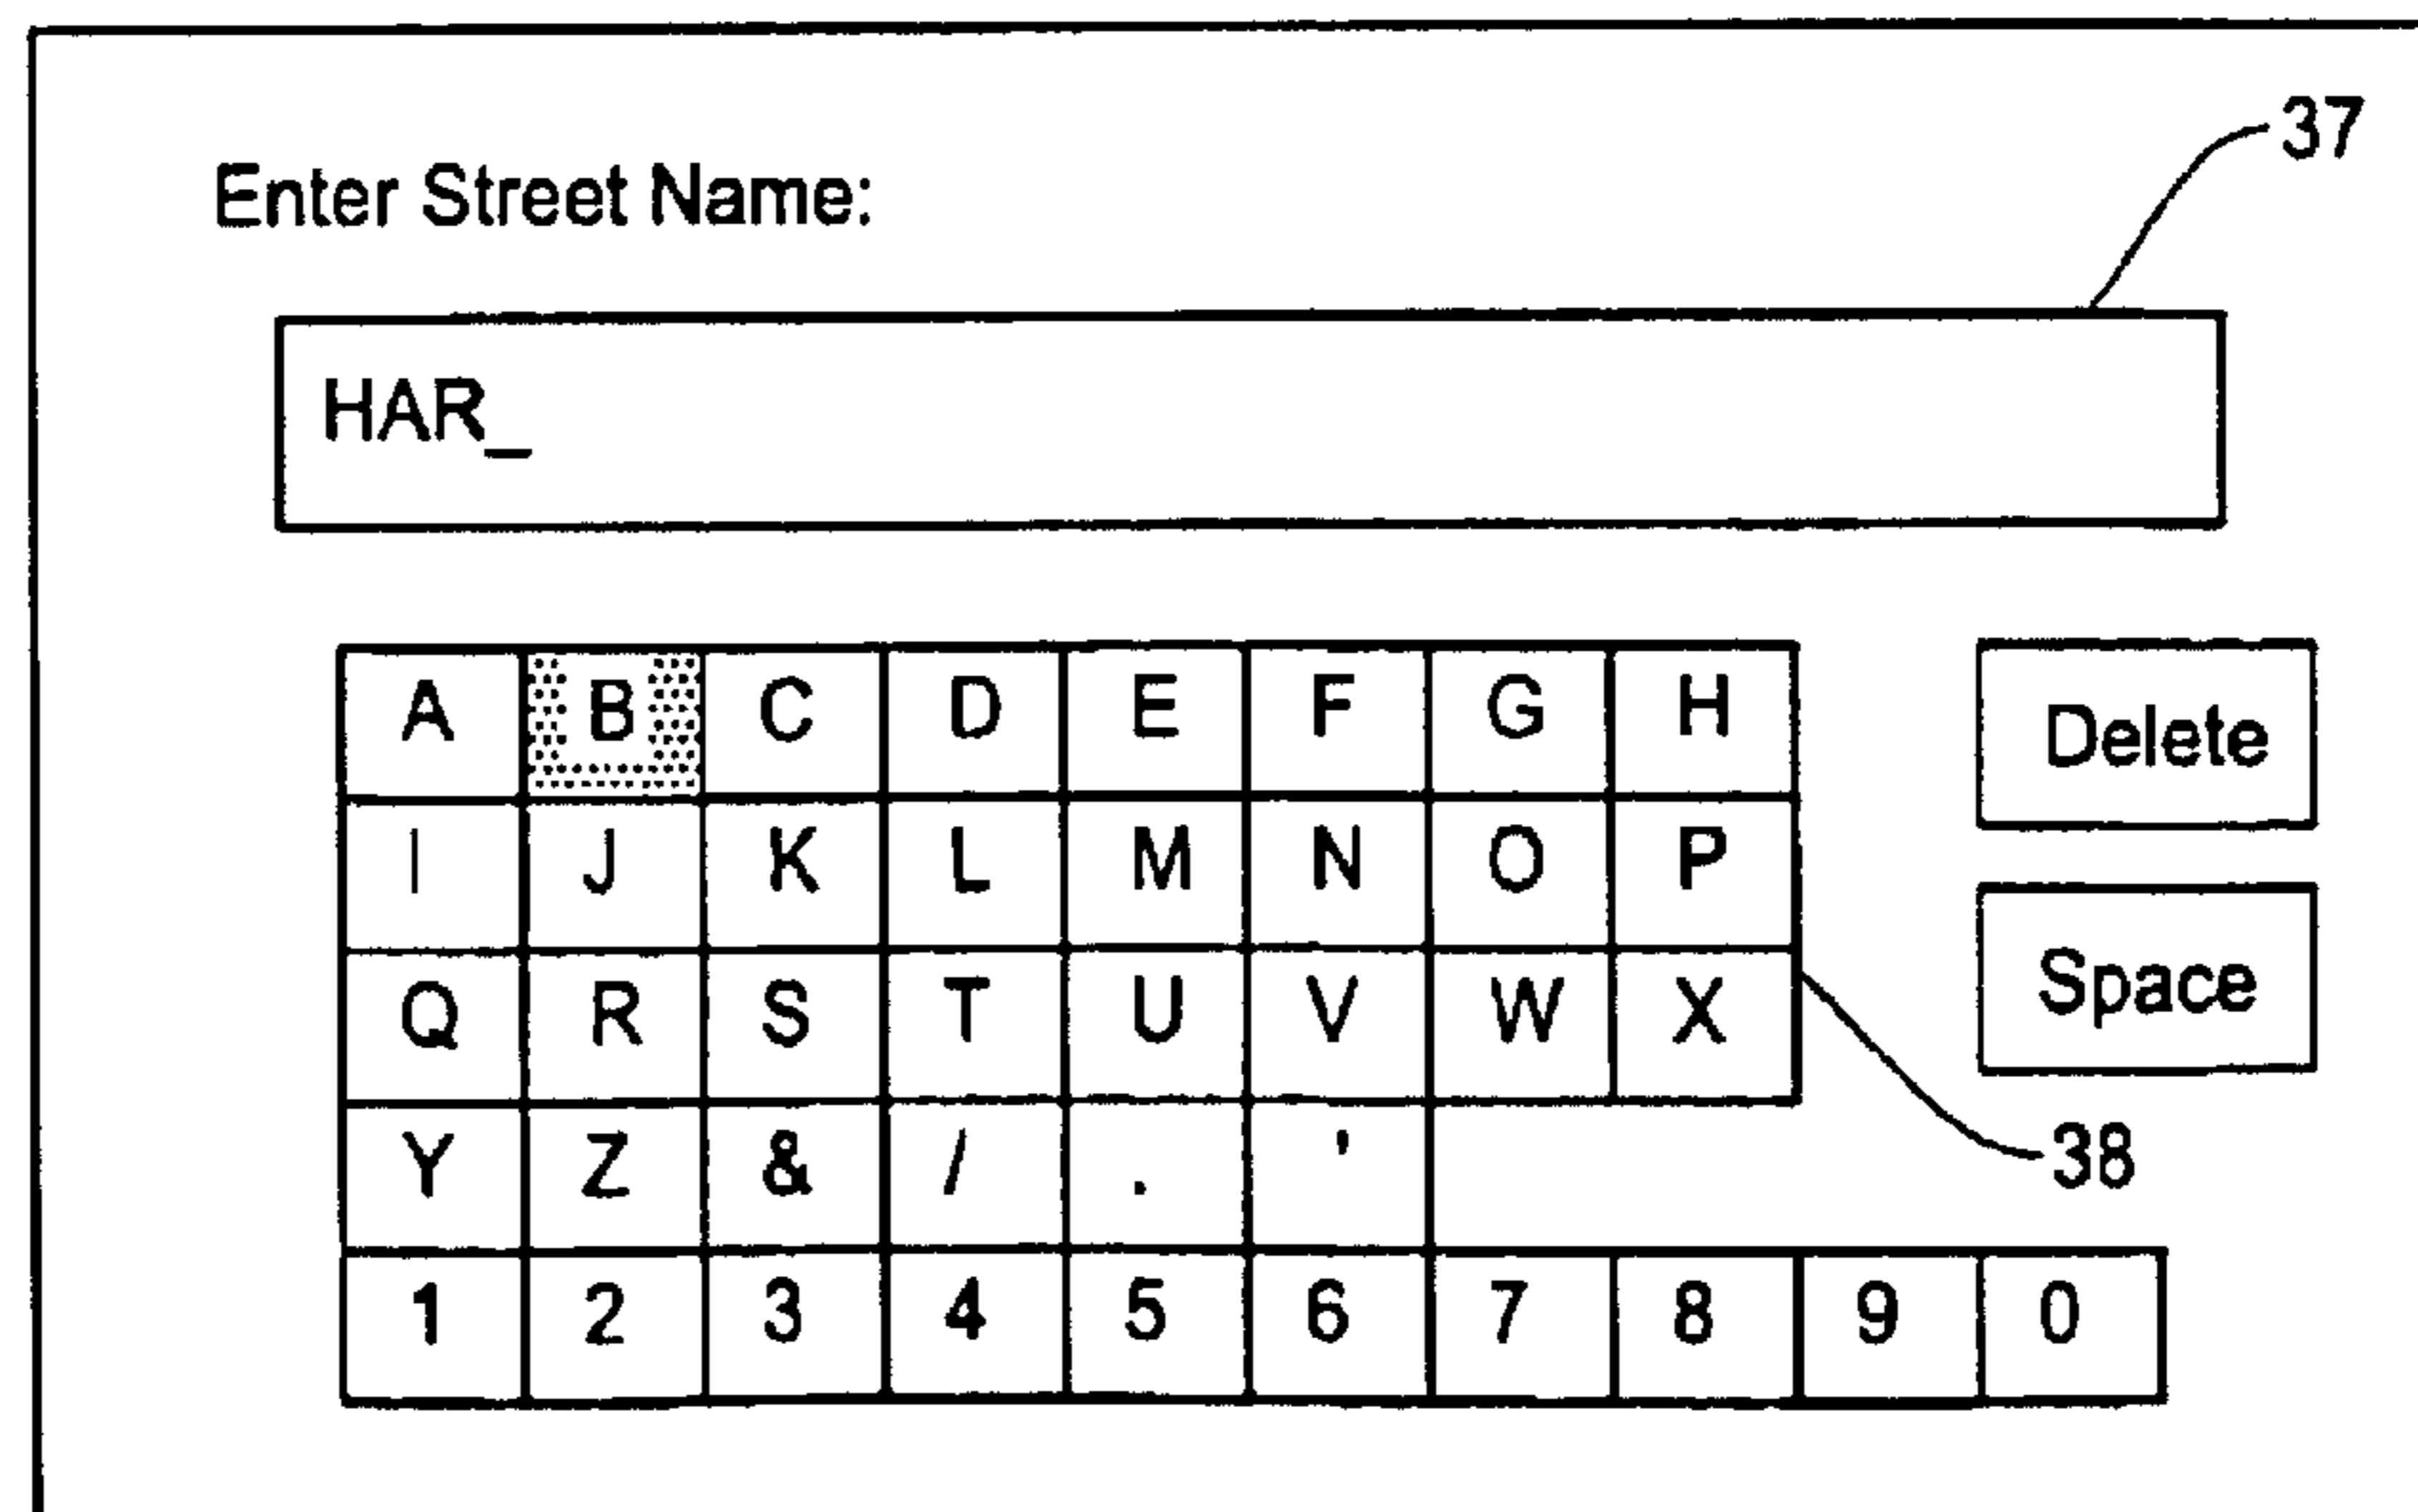 37
Enter Street Name:
HAR_
A B C D E F G H
Delete
I J K L M N O P
Q R S T U V W X
Space
Y Z & / . '
38
1 2 3 4 5 6 7 8 9 0